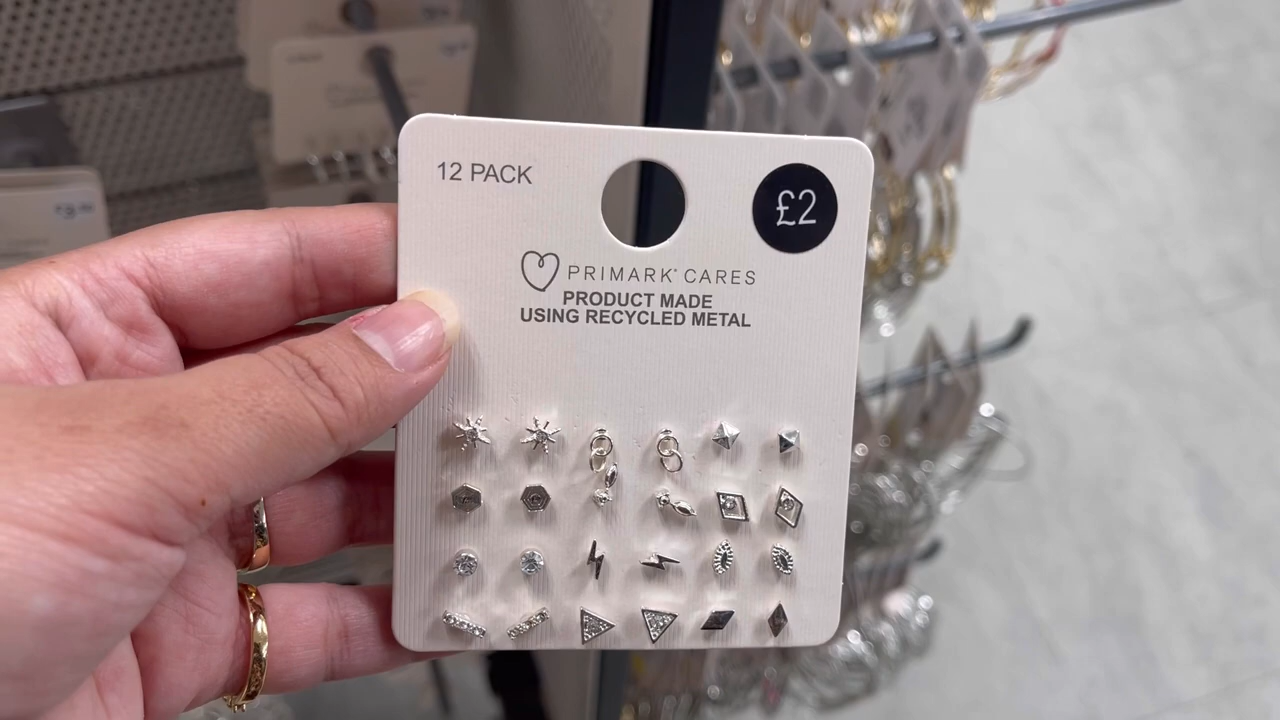 12 PACK
£2
PRIMARK® CARES
PRODUCT MADE
USING RECYCLED METAL